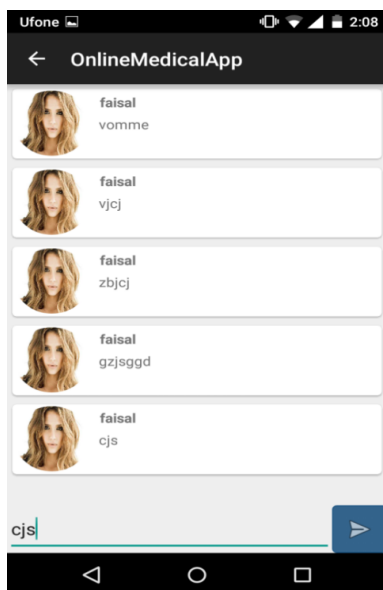 Ufone 2:08
OnlineMedicalApp
faisal
vomme
faisal
vjcj
faisal
zbjcj
faisal
gzjsggd
faisal
cjs
cjs